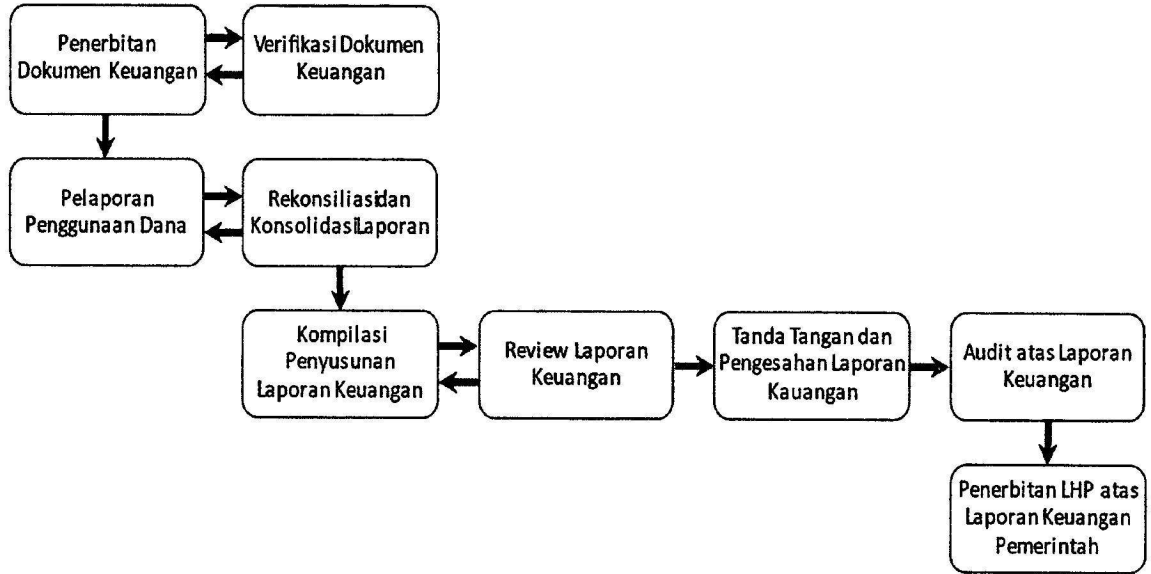 Penerbitan
Dokumen Keuangan
Verifikasi Dokumen
Keuangan
Pelaporan
Penggunaan Dana
Rekonsiliasidan
KonsolidasiLaporan
Kompilasi
Penyusunan
Laporan Keuangan
Review Laporan
Keuangan
Tanda Tangan dan
Pengesahan Laporan
Kauangan
Audit atas Laporan
Keuangan
Penerbitan LHP atas
Laporan Keuangan
Pemerintah